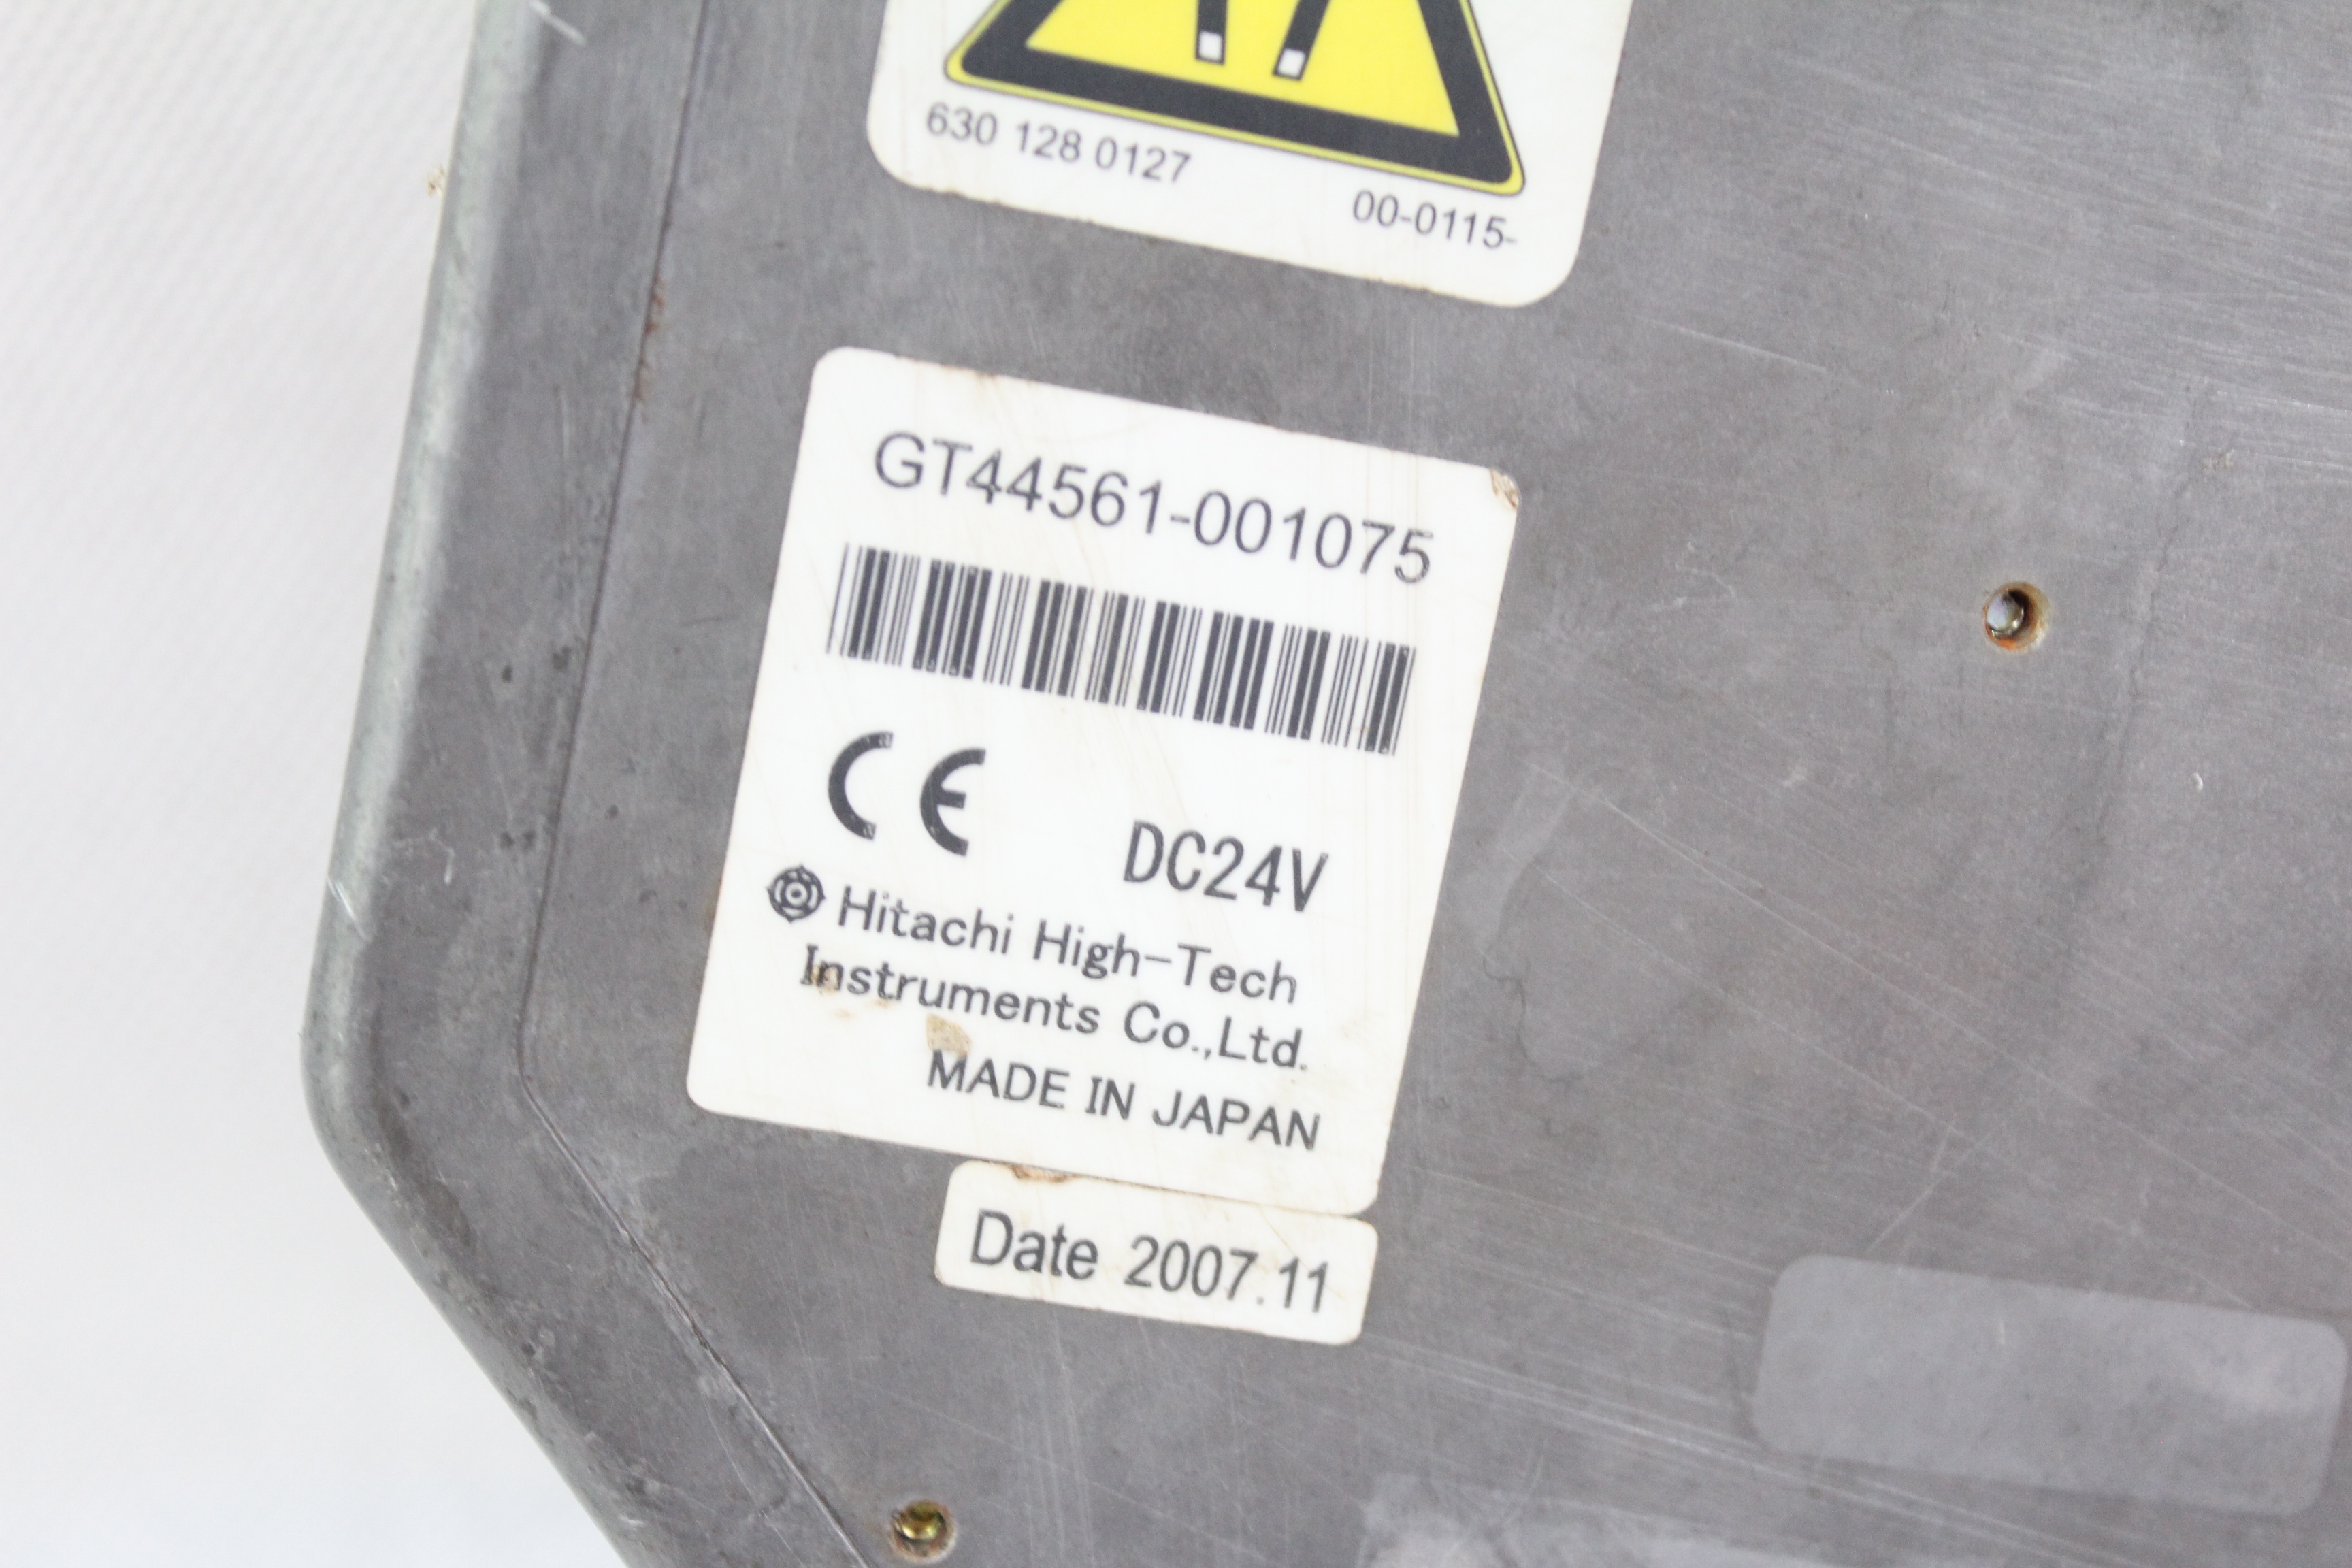 630 128 0127
00-0115-
GT44561-001075
CE
DC24V
Hitachi High-Tech
Instruments Co.,Ltd.
MADE IN JAPAN
Date 2007.11